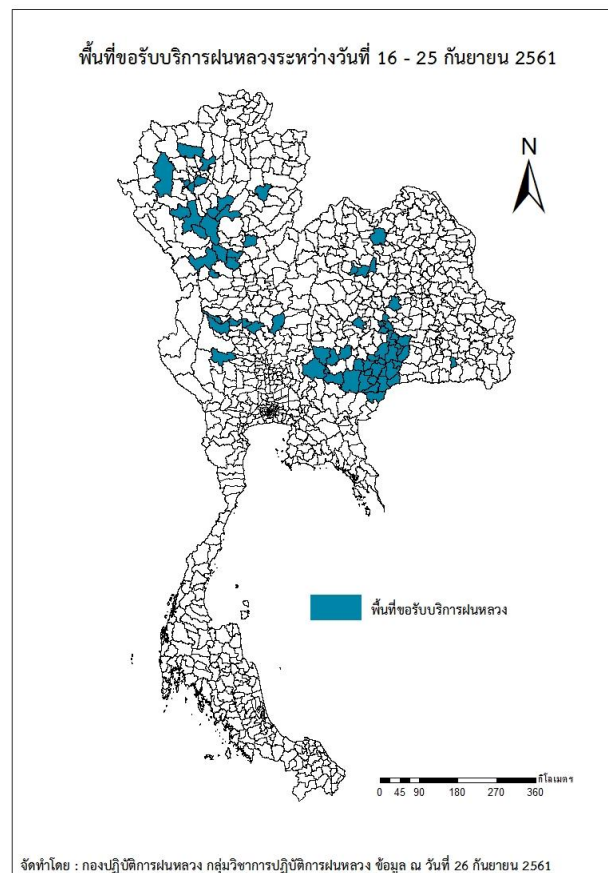 พื้นที่ขอรับบริการฝนหลวงระหว่างวันที่ 16 - 25 กันยายน 2561
N
พื้นที่ขอรับบริการฝนหลวง
กิโลเมตร
0 45 90 180 270 360
จัดทำโดย : กองปฏิบัติการฝนหลวง กลุ่มวิชาการปฏิบัติการฝนหลวง ข้อมูล ณ วันที่ 26 กันยายน 2561